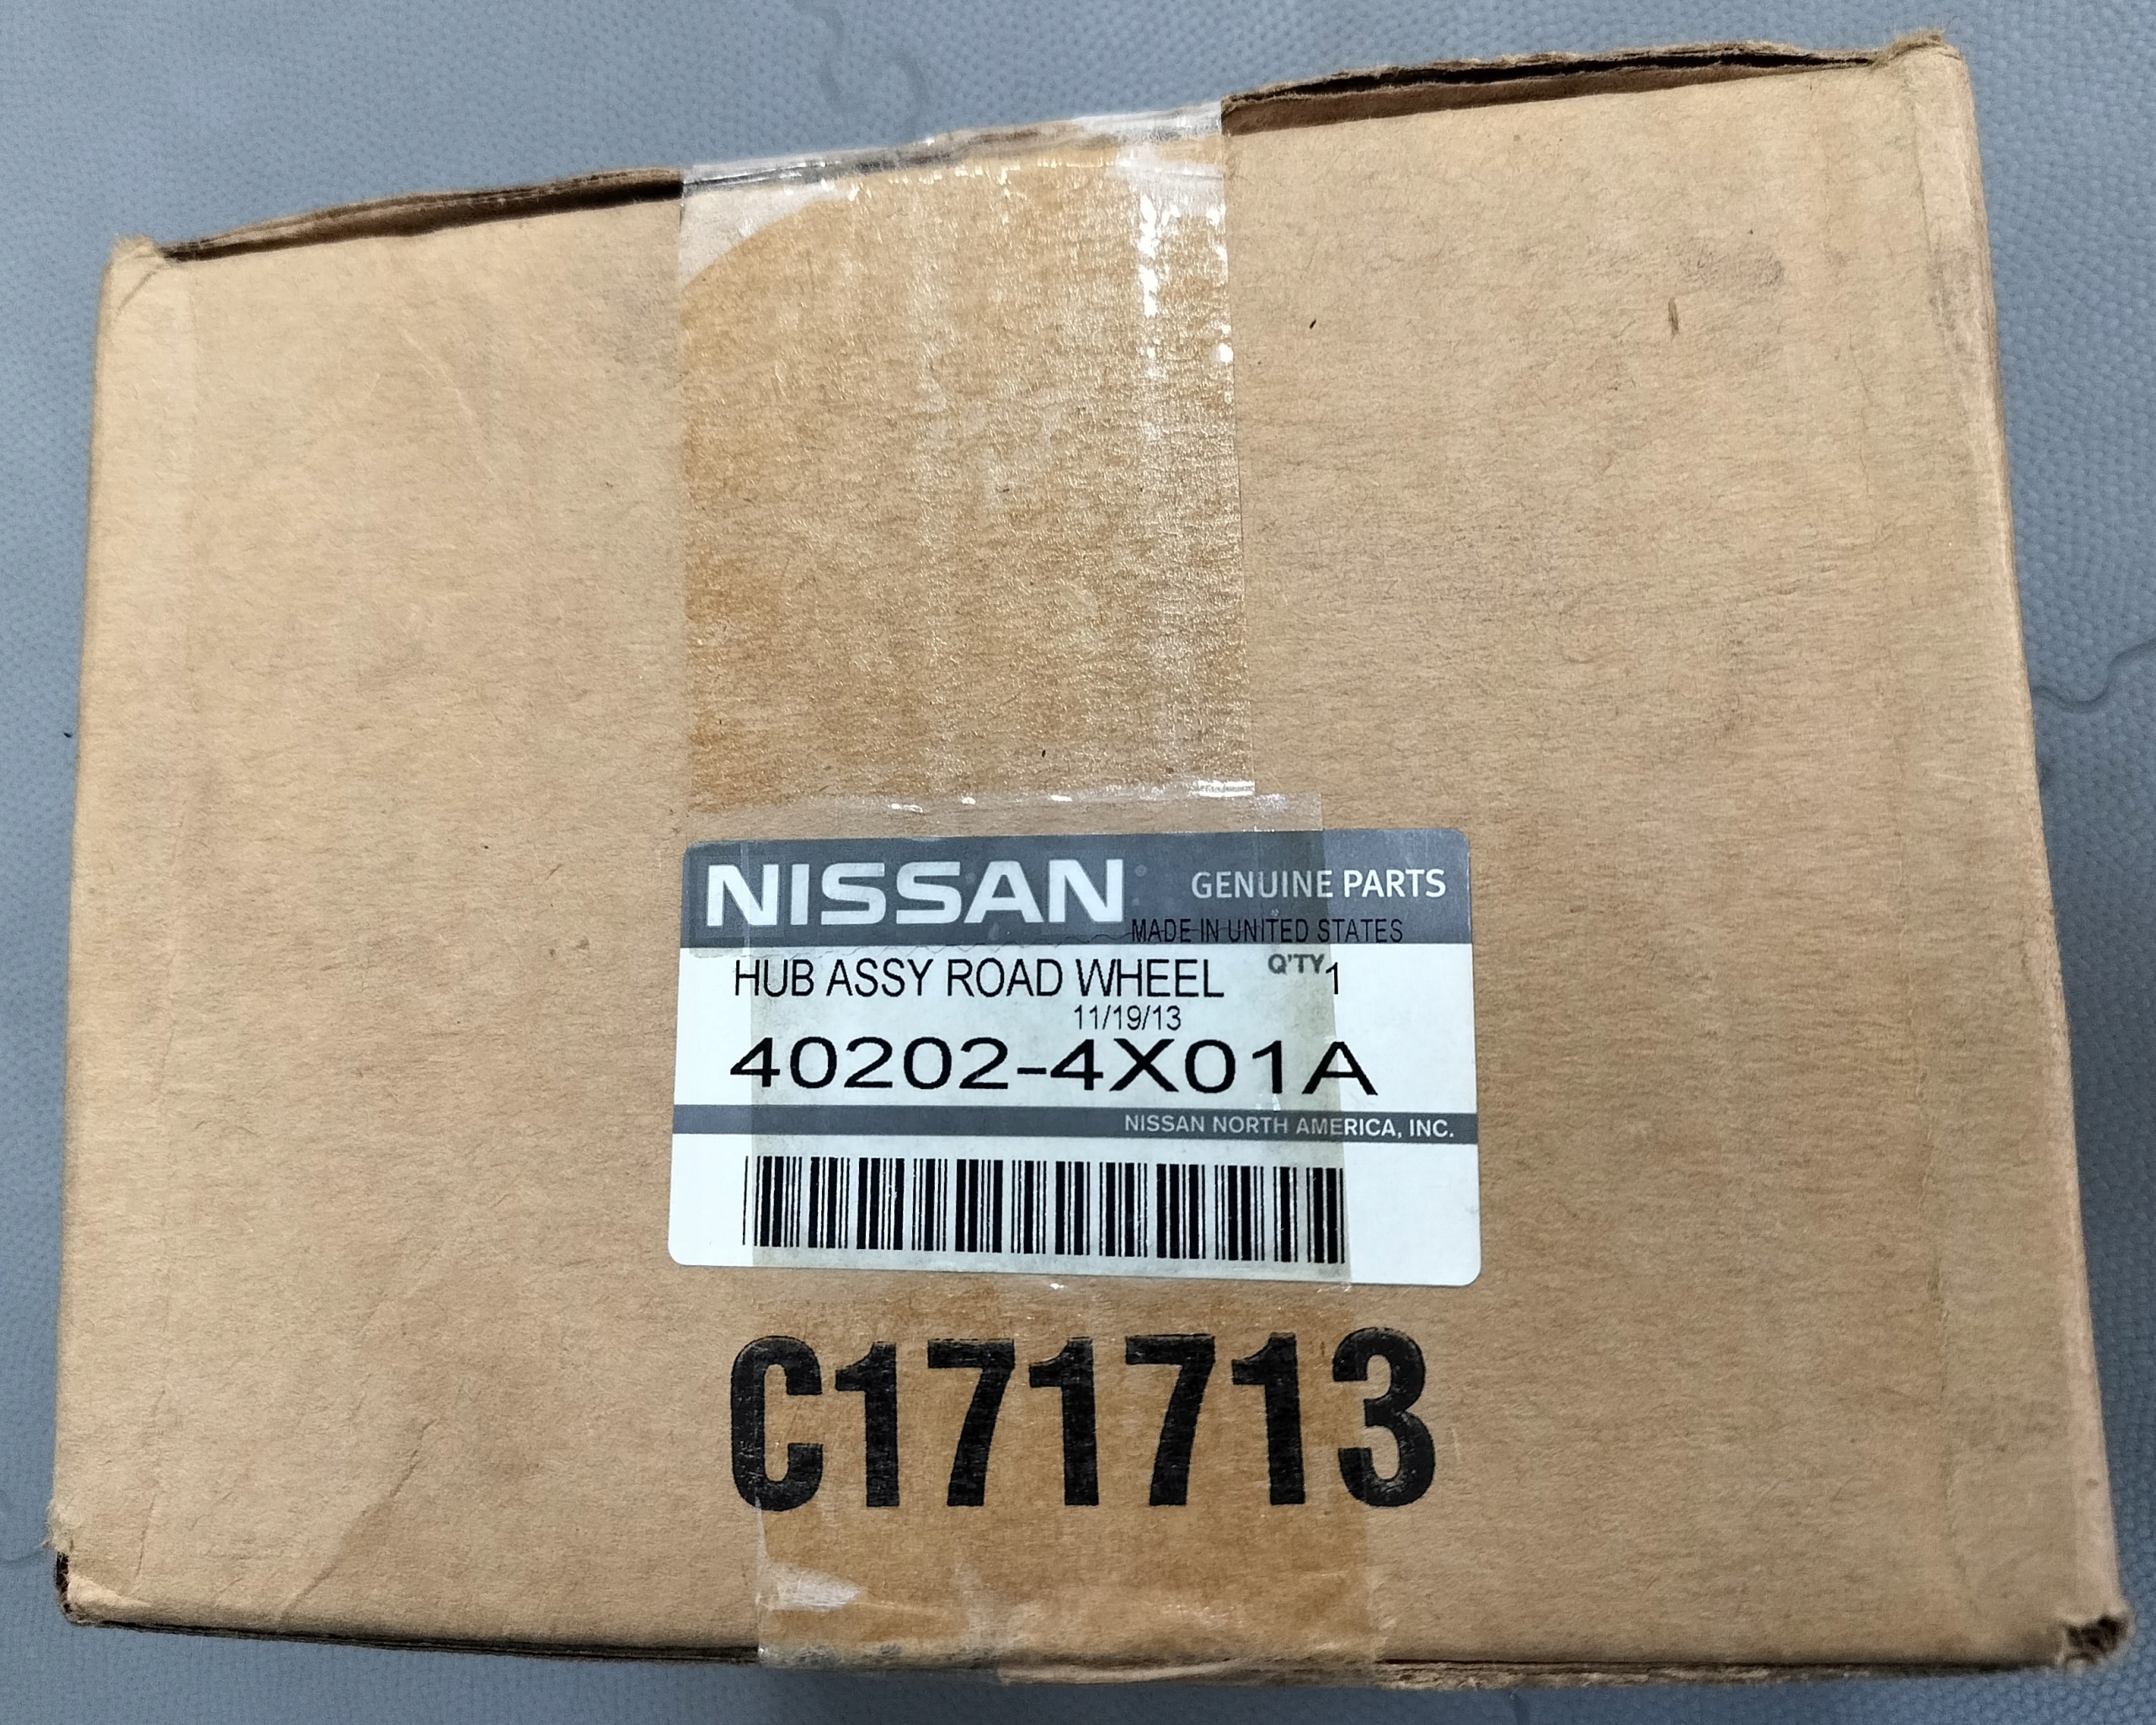 NISSAN GENUINE PARTS
MADE IN UNITED STATES
HUB ASSY ROAD WHEEL Q'TY 1
11/19/13
40202-4X01A
NISSAN NORTH AMERICA, INC.
C171713